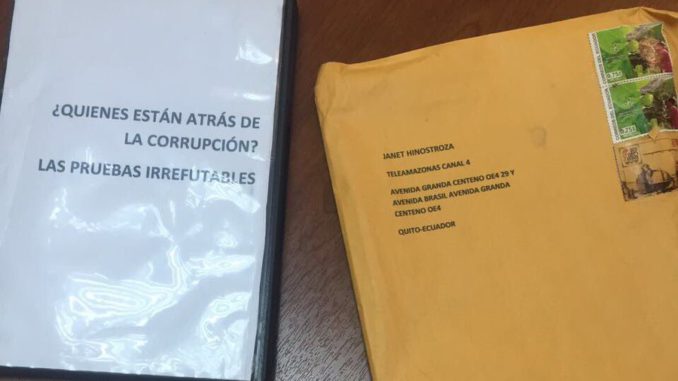 ¿QUIENES ESTÁN ATRÁS DE
LA CORRUPCIÓN?
LAS PRUEBAS IRREFUTABLES
JANET HINOSTROZA
TELEAMAZONAS CANAL 4
AVENIDA GRANDA CENTENO OE4 29 Y
AVENIDA BRASIL AVENIDA GRANDA
CENTENO OE4
QUITO-ECUADOR